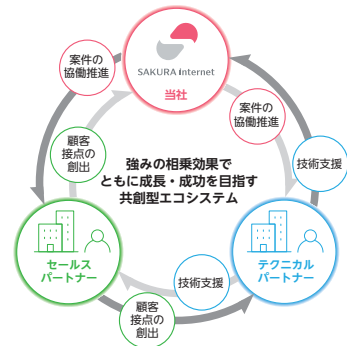 SAKURA internet
当社
案件の
協働推進
案件の
協働推進
顧客
接点の
創出
技術支援
強みの相乗効果で
ともに成長・成功を目指す
共創型エコシステム
セールス
パートナー
テクニカル
パートナー
技術支援
顧客
接点の
創出